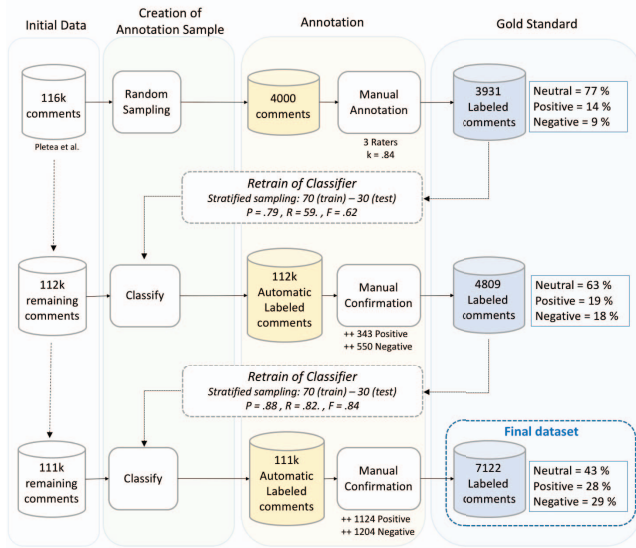 Initial Data
Creation of
Annotation Sample
Annotation
Gold Standard
116k
comments
Pletea et al.
Random
Sampling
4000
comments
Manual
Annotation
3 Raters
k = .84
3931
Labeled
comments
Neutral = 77 %
Positive = 14 %
Negative = 9 %
Retrain of Classifier
Stratified sampling: 70 (train) – 30 (test)
P = .79 , R = 59. , F = .62
112k
remaining
comments
Classify
112k
Automatic
Labeled
comments
Manual
Confirmation
++ 343 Positive
++ 550 Negative
4809
Labeled
comments
Neutral = 63 %
Positive = 19 %
Negative = 18 %
Retrain of Classifier
Stratified sampling: 70 (train) – 30 (test)
P = .88 , R = .82. , F = .84
111k
remaining
comments
Classify
111k
Automatic
Labeled
comments
Manual
Confirmation
++ 1124 Positive
++ 1204 Negative
Final dataset
7122
Labeled
comments
Neutral = 43 %
Positive = 28 %
Negative = 29 %